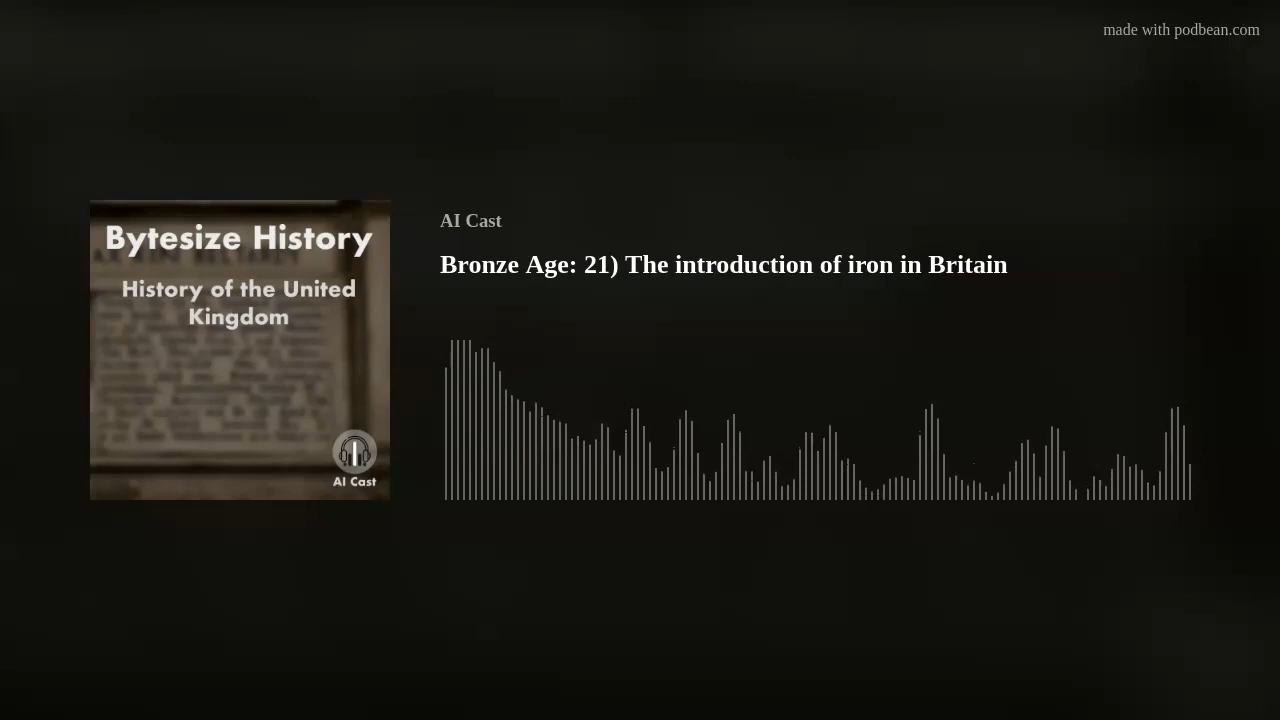 made with podbean.com
Bytesize History
History of the United
Kingdom
AI Cast
AI Cast
Bronze Age: 21) The introduction of iron in Britain